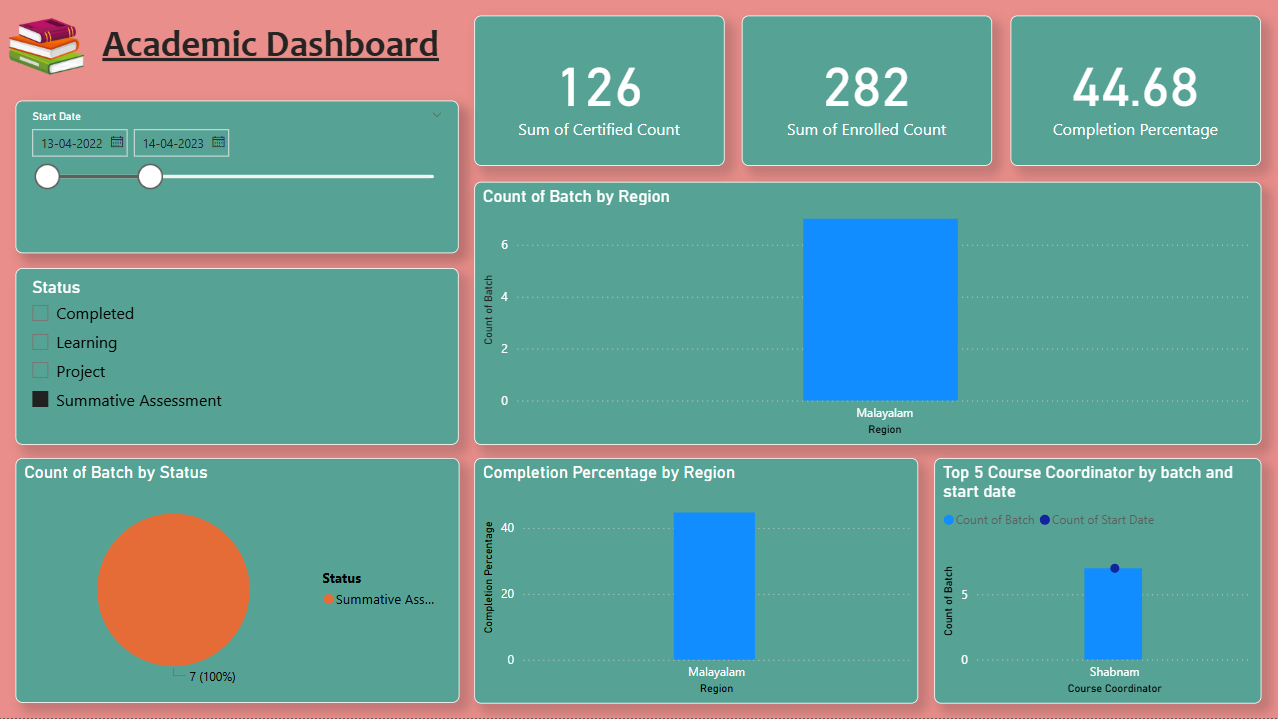 Academic Dashboard
126
Sum of Certified Count
282
Sum of Enrolled Count
44.68
Completion Percentage
Start Date
13-04-2022
14-04-2023
Count of Batch by Region
Count of Batch
6
4
2
0
Malayalam
Region
Status
Completed
Learning
Project
Summative Assessment
Count of Batch by Status
7 (100%)
Status
Summative Ass...
Completion Percentage by Region
Completion Percentage
40
20
0
Malayalam
Region
Top 5 Course Coordinator by batch and
start date
Count of Batch
Count of Start Date
Count of Batch
5
0
Shabnam
Course Coordinator